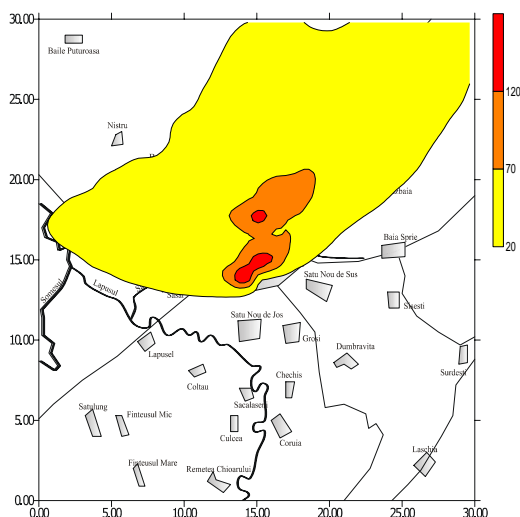 30.00
Baile Puturoasa
120
25.00
Nistru
70
20.00
20
Baia Sprie
15.00
Satu Nou de Sus
Lapusul
Somesul
Sisesti
Satu Nou de Jos
10.00
Grosi
Lapusel
Dumbravita
Surdesti
Coltau
Chechis
Satulung
Finteusul Mic
Sacalaseni
5.00
Culcea
Coruia
Laschia
Finteusul Mare
Remetea Chioarului
0.00
0.00 5.00 10.00 15.00 20.00 25.00 30.00